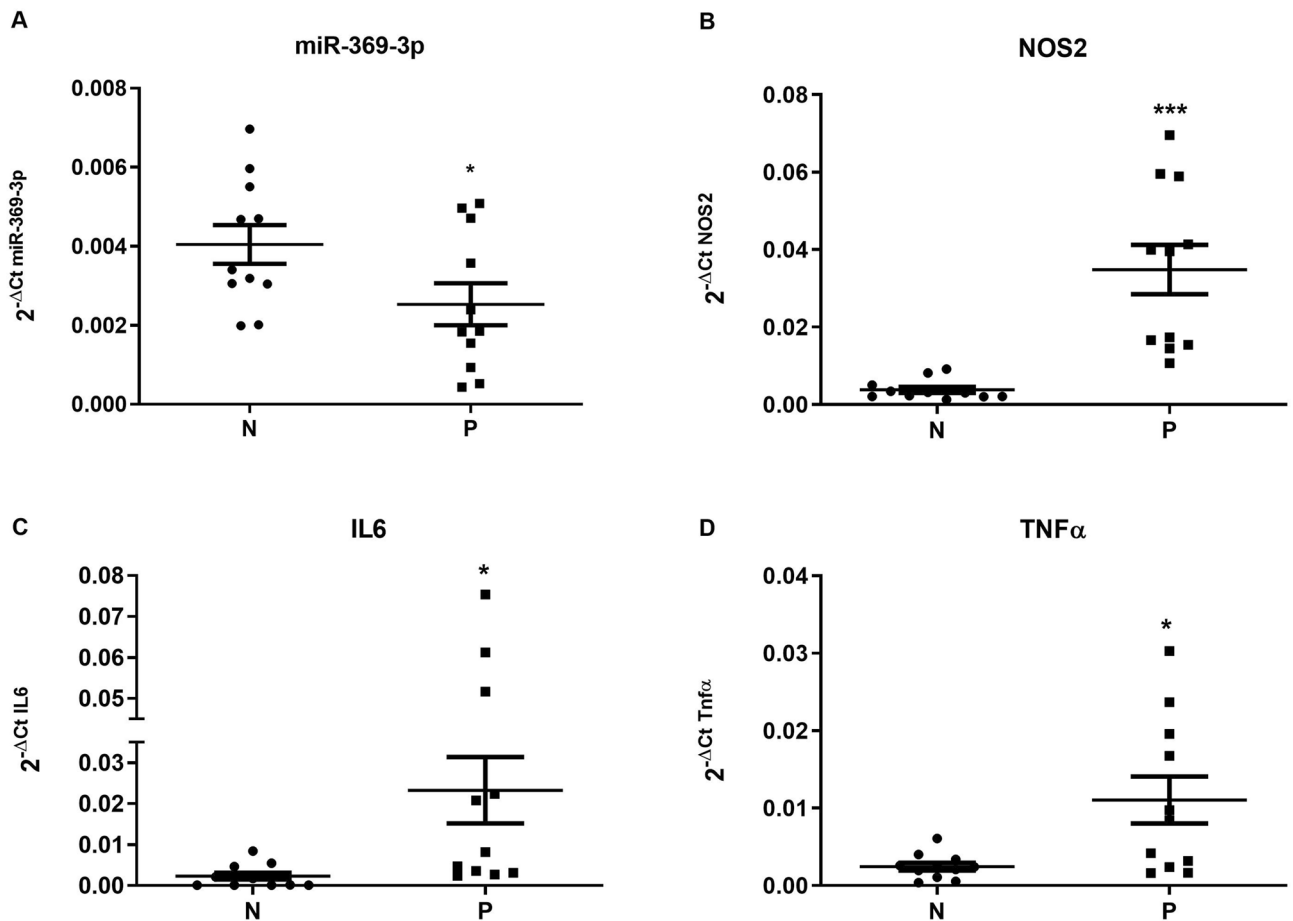 A
miR-369-3p
2-ΔCt miR-369-3p
0.008
0.006
0.004
0.002
0.000
*
N P
B
NOS2
2-ΔCt NOS2
0.08
0.06
0.04
0.02
0.00
***
N P
C
IL6
2-ΔCt IL6
0.08
0.07
0.06
0.05
0.03
0.02
0.01
0.00
*
N P
D
TNFα
2-ΔCt Tnfα
0.04
0.03
0.02
0.01
0.00
*
N P